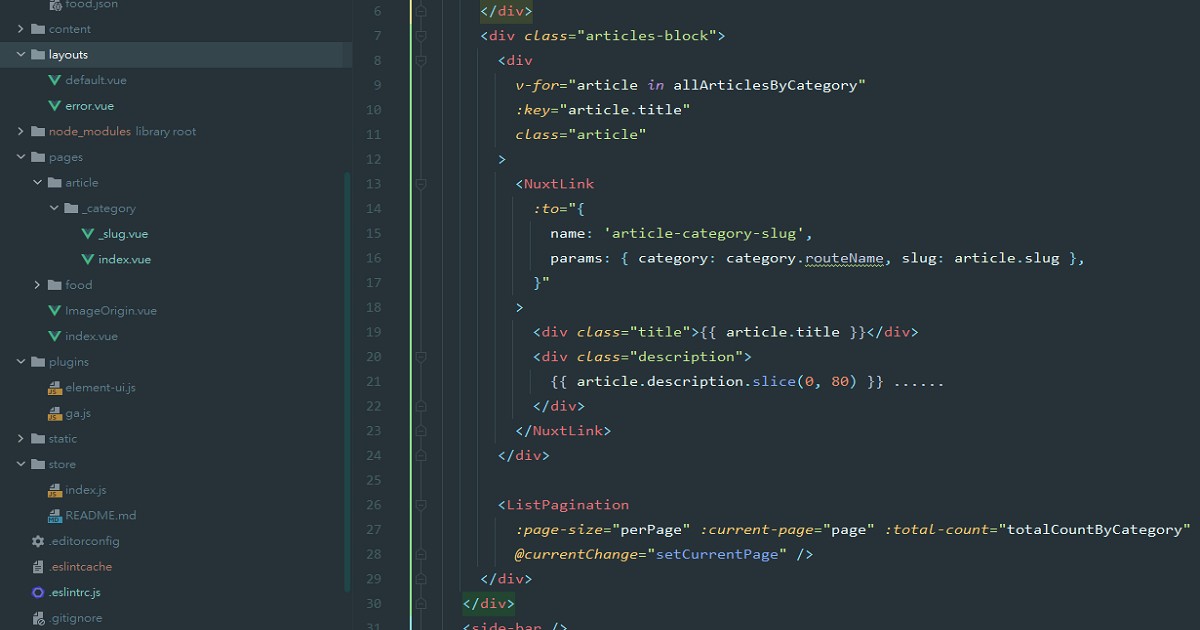 food.json
content
layouts
default.vue
error.vue
node_modules library root
pages
article
_category
_slug.vue
index.vue
food
ImageOrigin.vue
index.vue
plugins
element-ui.js
ga.js
static
store
index.js
README.md
.editorconfig
.eslintcache
.eslintrc.js
.gitignore
6 </div>
7 <div class="articles-block">
8 <div
9 v-for="article in allArticlesByCategory"
10 :key="article.title"
11 class="article"
12 >
13 <NuxtLink
14 :to="{
15 name: 'article-category-slug',
16 params: { category: category.routeName, slug: article.slug },
17 }"
18 >
19 <div class="title">{{ article.title }}</div>
20 <div class="description">
21 {{ article.description.slice(0, 80) }} ......
22 </div>
23 </NuxtLink>
24 </div>
25
26 <ListPagination
27 :page-size="perPage" :current-page="page" :total-count="totalCountByCategory"
28 @currentChange="setCurrentPage" />
29 </div>
30 </div>
31 <side-bar />